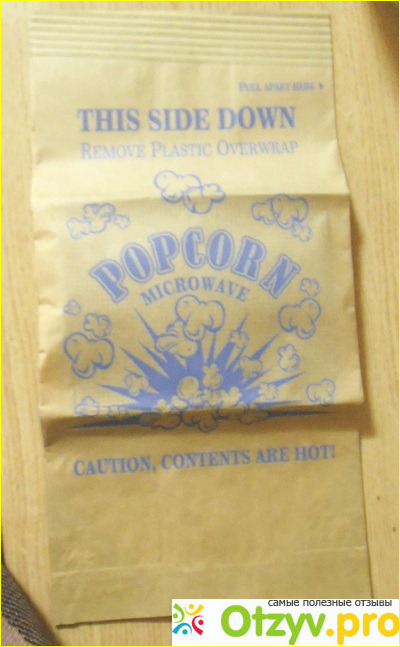 PULL APART HERE
THIS SIDE DOWN
REMOVE PLASTIC OVERWRAP
POPCORN
MICROWAVE
CAUTION, CONTENTS ARE HOT!
самые полезные отзывы
Otzyv.pro